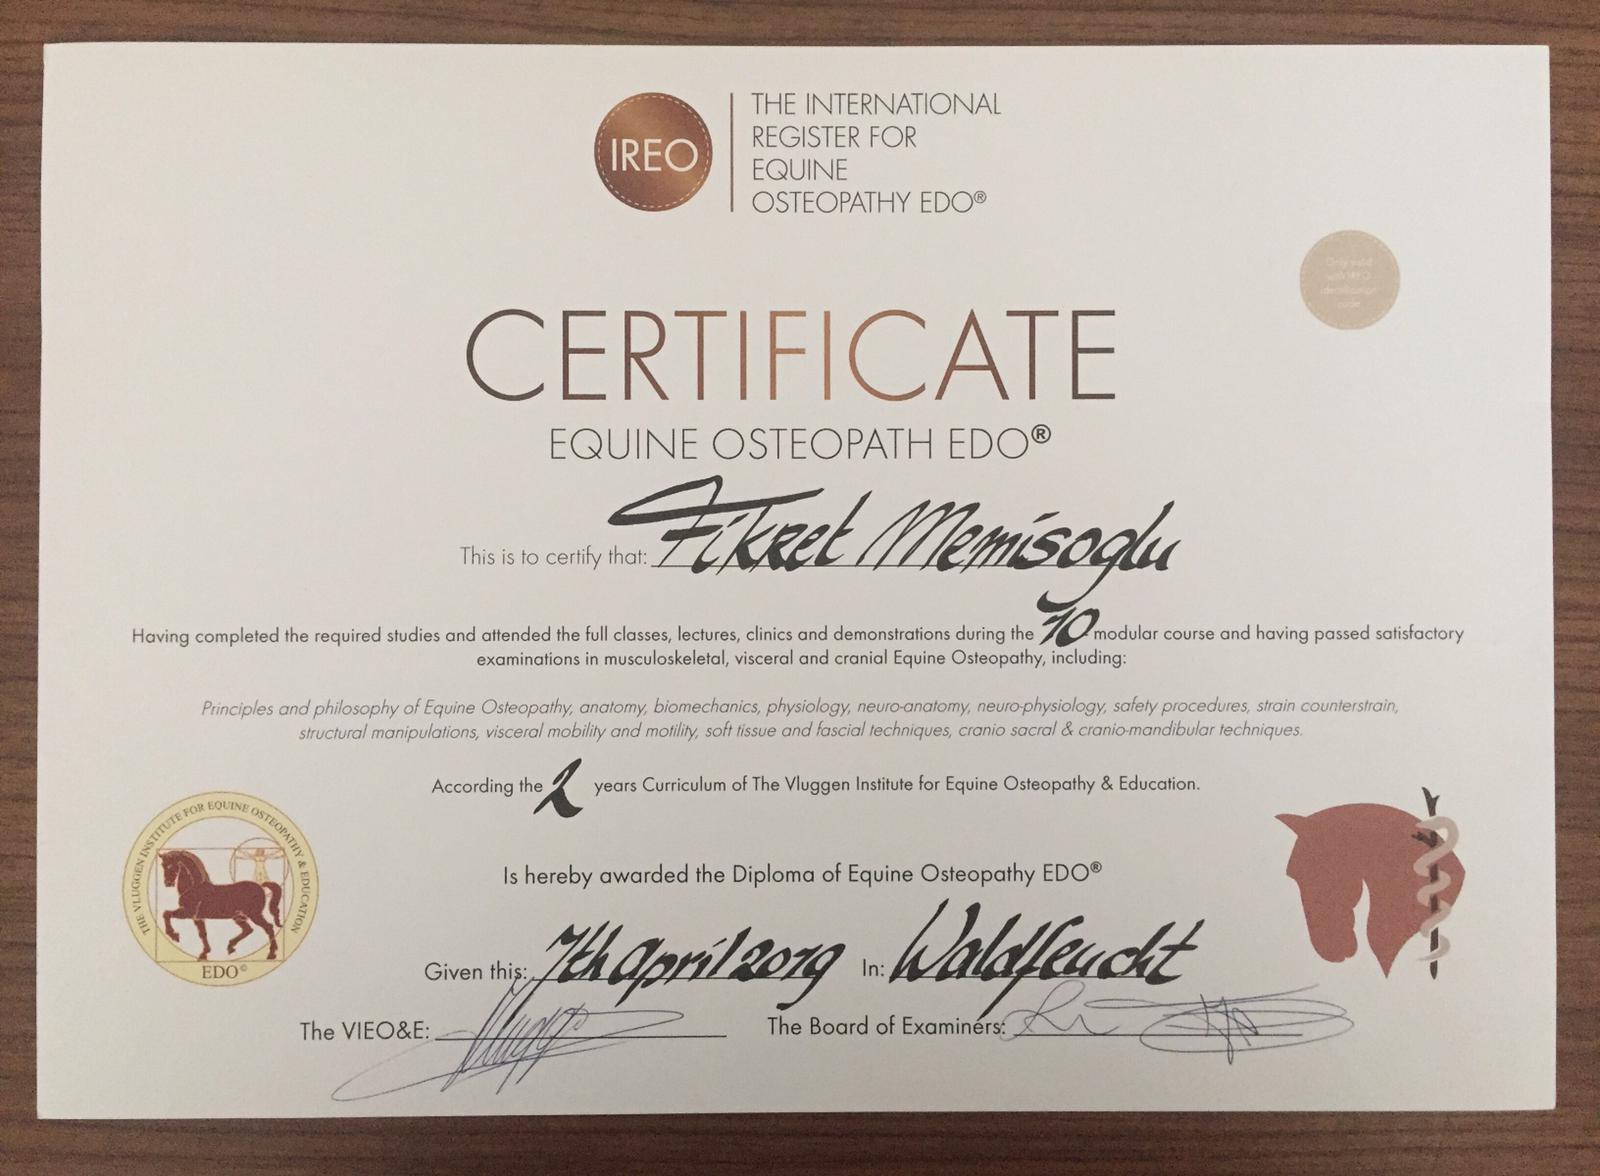 IREO
THE INTERNATIONAL
REGISTER FOR
EQUINE
OSTEOPATHY EDO®
Only valid
with IREO
identification
code
CERTIFICATE
EQUINE OSTEOPATH EDO®
This is to certify that: Fikret Memisoglu
Having completed the required studies and attended the full classes, lectures, clinics and demonstrations during the 10 modular course and having passed satisfactory
examinations in musculoskeletal, visceral and cranial Equine Osteopathy, including:
Principles and philosophy of Equine Osteopathy, anatomy, biomechanics, physiology, neuro-anatomy, neuro-physiology, safety procedures, strain counterstrain,
structural manipulations, visceral mobility and motility, soft tissue and fascial techniques, cranio sacral & cranio-mandibular techniques.
According the 2 years Curriculum of The Vluggen Institute for Equine Osteopathy & Education.
THE VLUGGEN INSTITUTE FOR EQUINE OSTEOPATHY & EDUCATION
EDO©
Is hereby awarded the Diploma of Equine Osteopathy EDO®
Given this: 7th april 2019 In: Waldfeucht
The VIEO&E: The Board of Examiners: